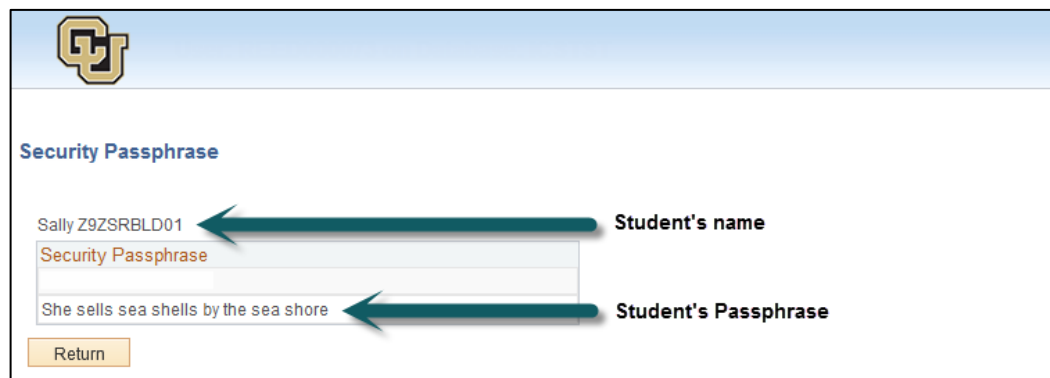 CU
Security Passphrase
Sally Z9ZSRBLD01
Student's name
Security Passphrase
She sells sea shells by the sea shore
Student's Passphrase
Return